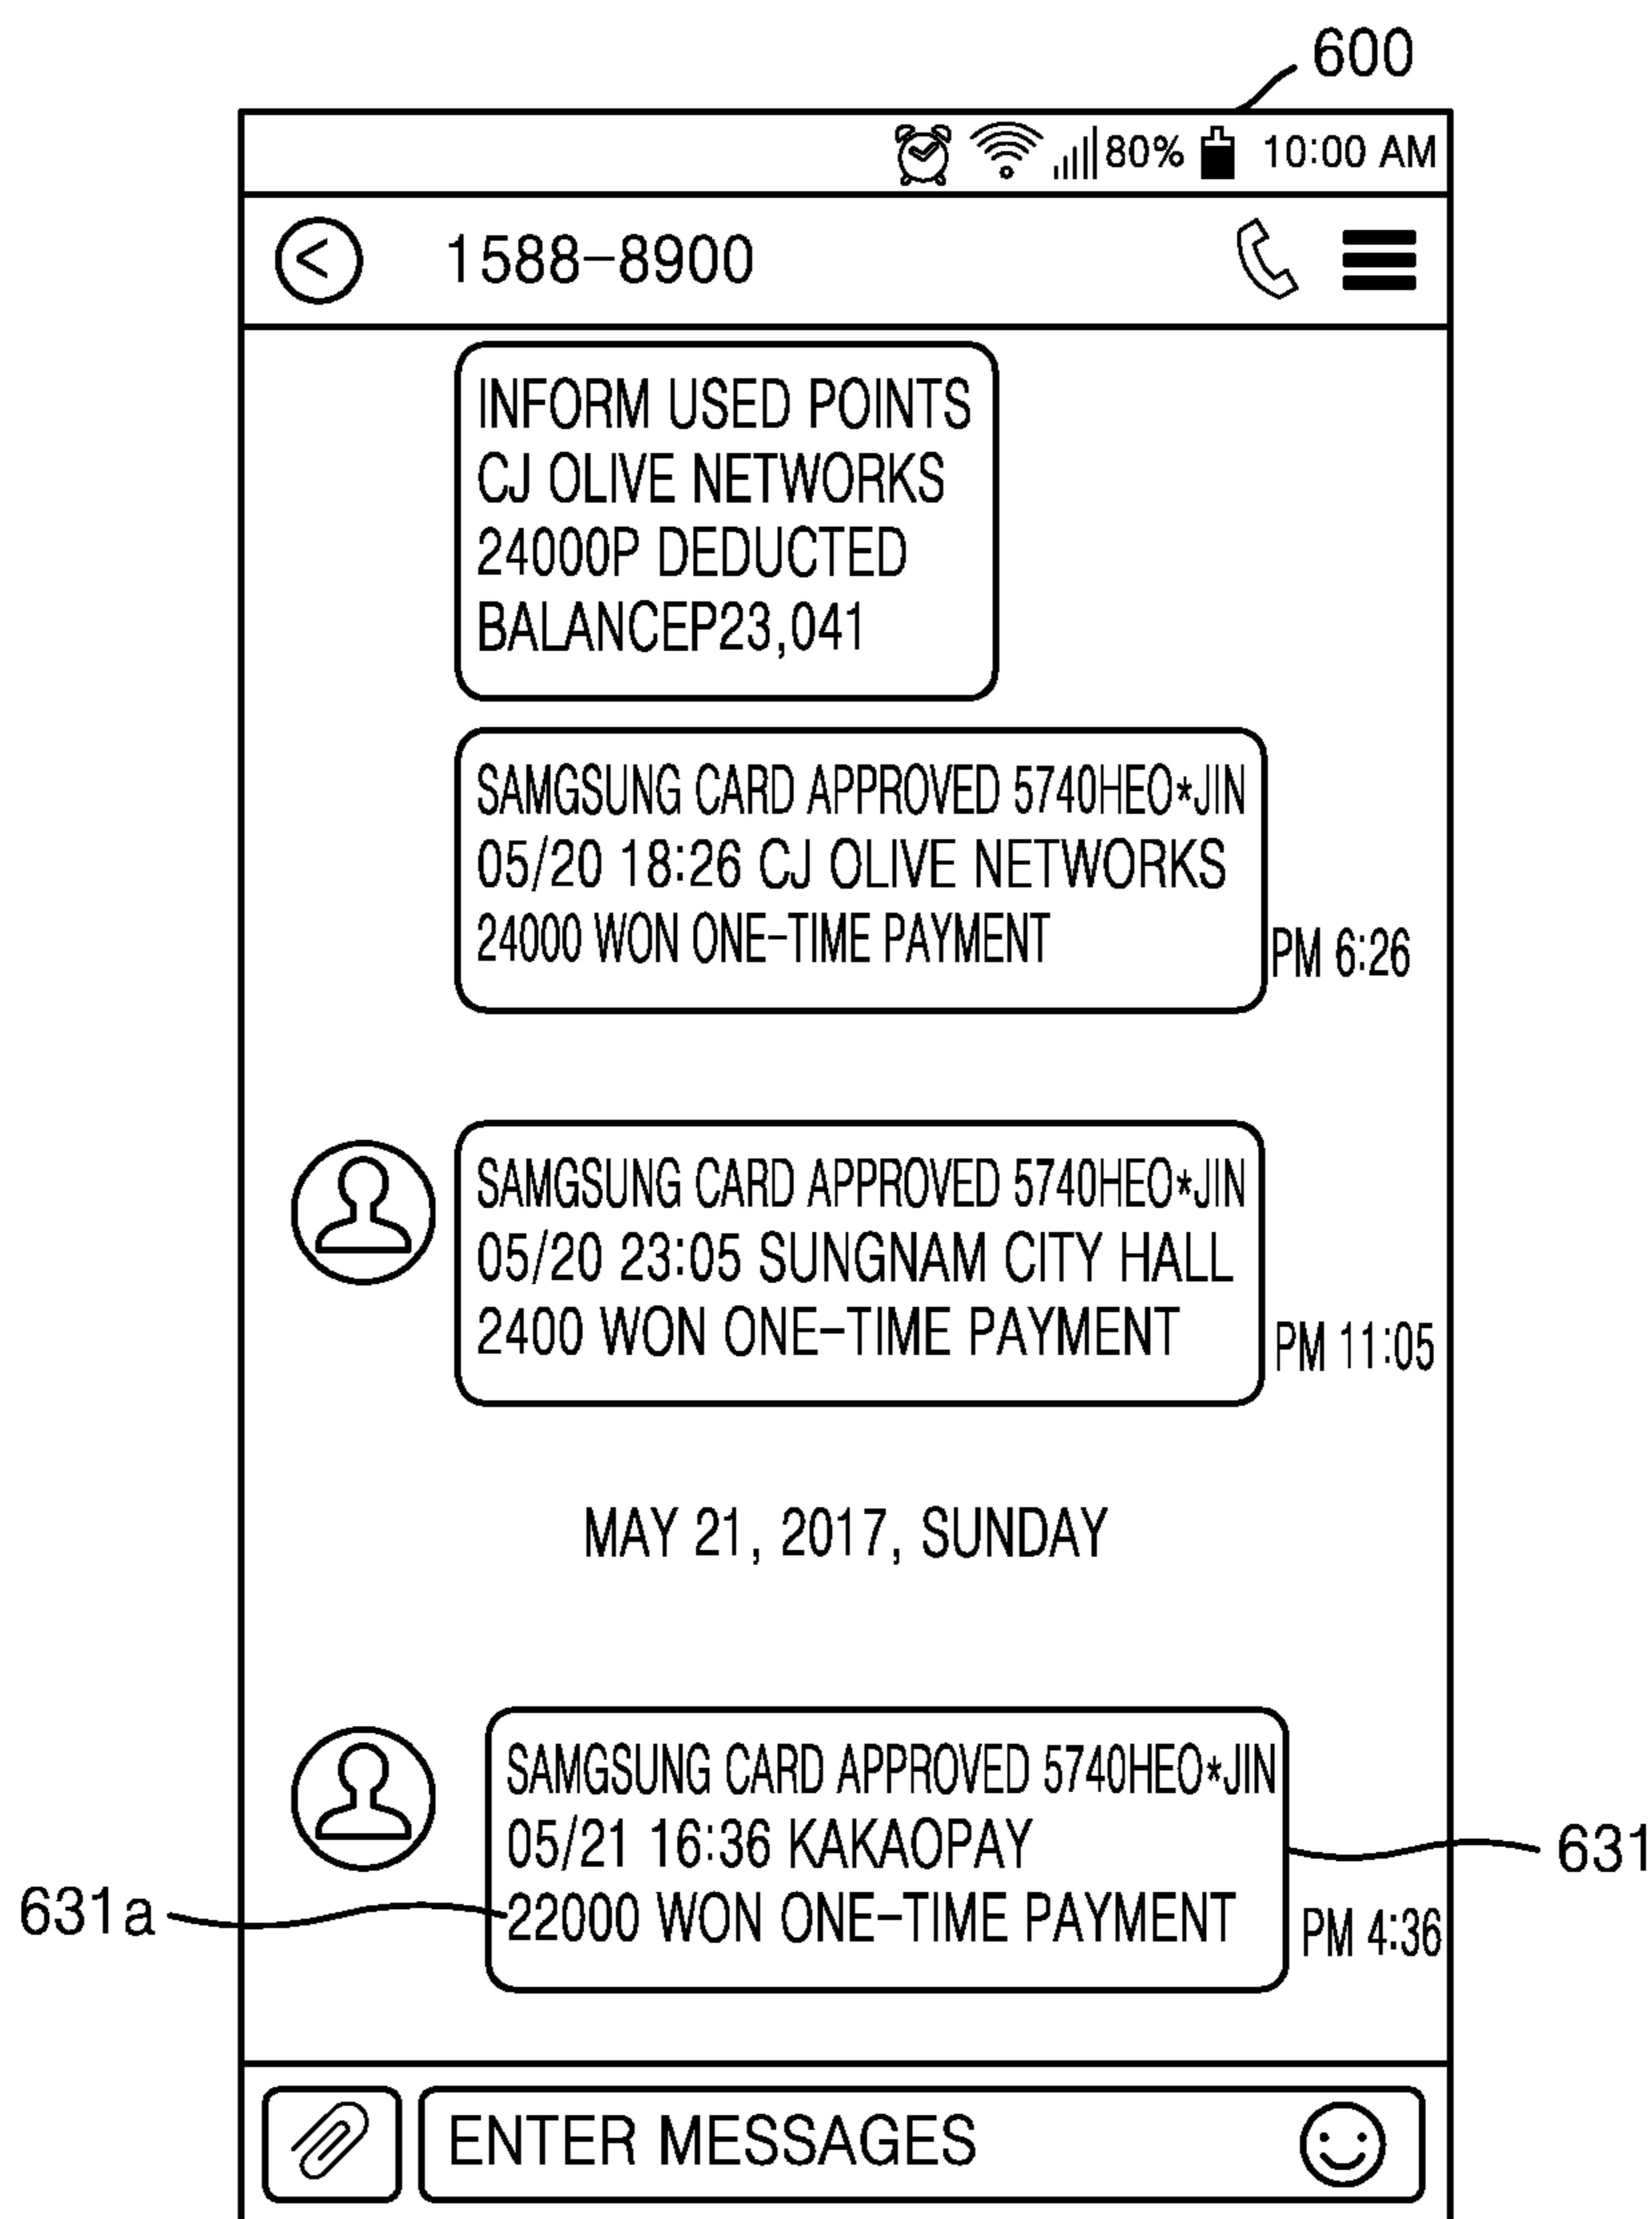 600
80% 10:00 AM
< 1588-8900
INFORM USED POINTS
CJ OLIVE NETWORKS
24000P DEDUCTED
BALANCEP23,041
SAMGSUNG CARD APPROVED 5740HEO*JIN
05/20 18:26 CJ OLIVE NETWORKS
24000 WON ONE-TIME PAYMENT
PM 6:26
SAMGSUNG CARD APPROVED 5740HEO*JIN
05/20 23:05 SUNGNAM CITY HALL
2400 WON ONE-TIME PAYMENT
PM 11:05
MAY 21, 2017, SUNDAY
SAMGSUNG CARD APPROVED 5740HEO*JIN
05/21 16:36 KAKAOPAY
631
631a
22000 WON ONE-TIME PAYMENT
PM 4:36
ENTER MESSAGES